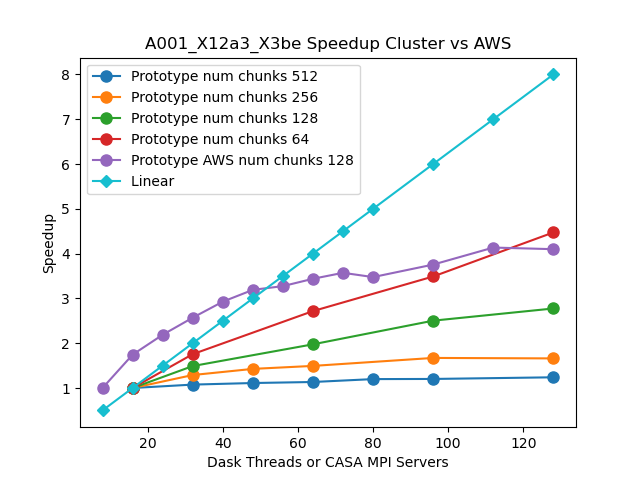 A001_X12a3_X3be Speedup Cluster vs AWS
Prototype num chunks 512
Prototype num chunks 256
Prototype num chunks 128
Prototype num chunks 64
Prototype AWS num chunks 128
Linear
8
7
6
5
4
3
2
1
Speedup
20 40 60 80 100 120
Dask Threads or CASA MPI Servers